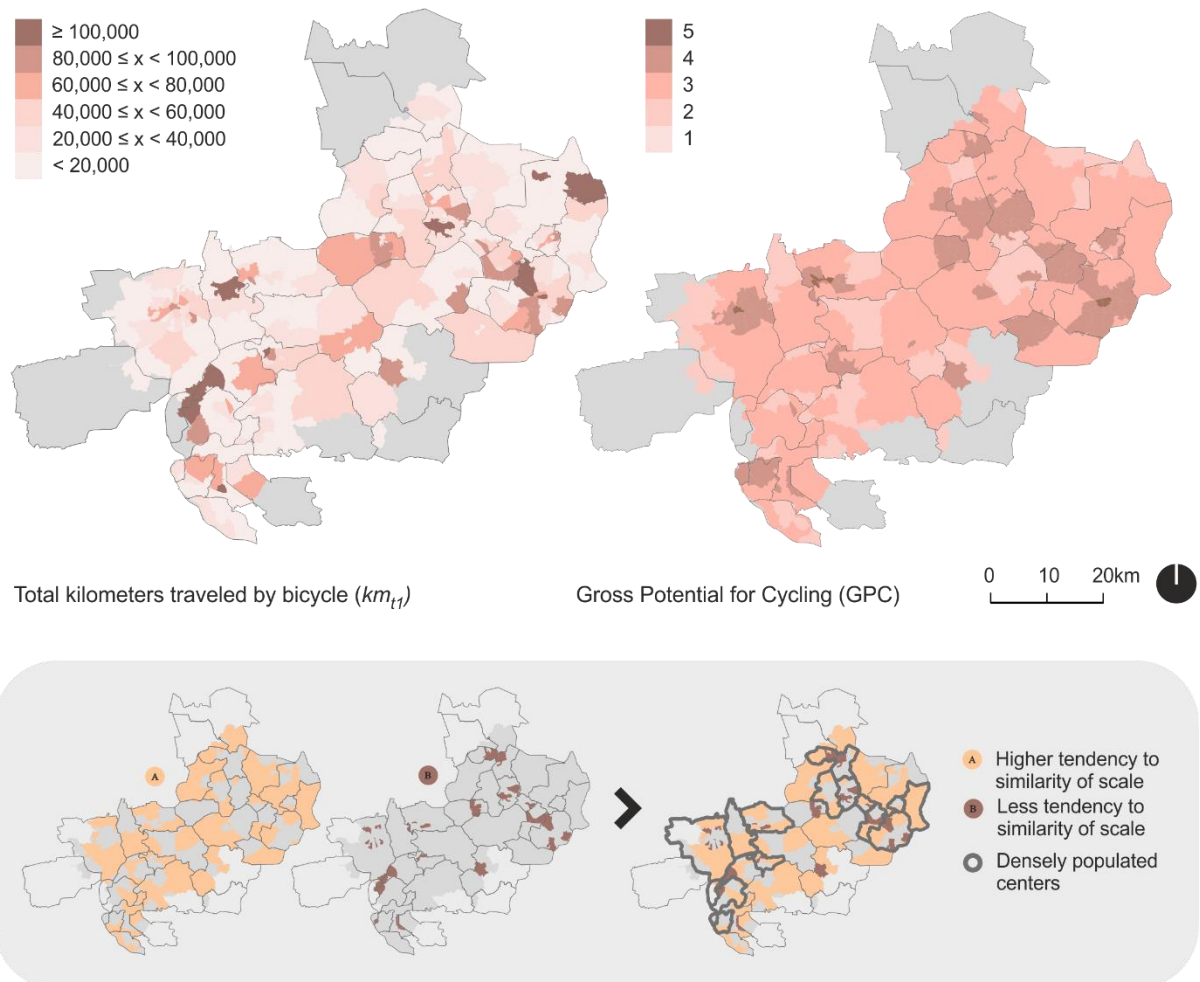 ≥ 100,000
80,000 ≤ x < 100,000
60,000 ≤ x < 80,000
40,000 ≤ x < 60,000
20,000 ≤ x < 40,000
< 20,000
5
4
3
2
1
Total kilometers traveled by bicycle (km_t1)
Gross Potential for Cycling (GPC)
0 10 20km
A
B
A Higher tendency to
similarity of scale
B Less tendency to
similarity of scale
Densely populated
centers